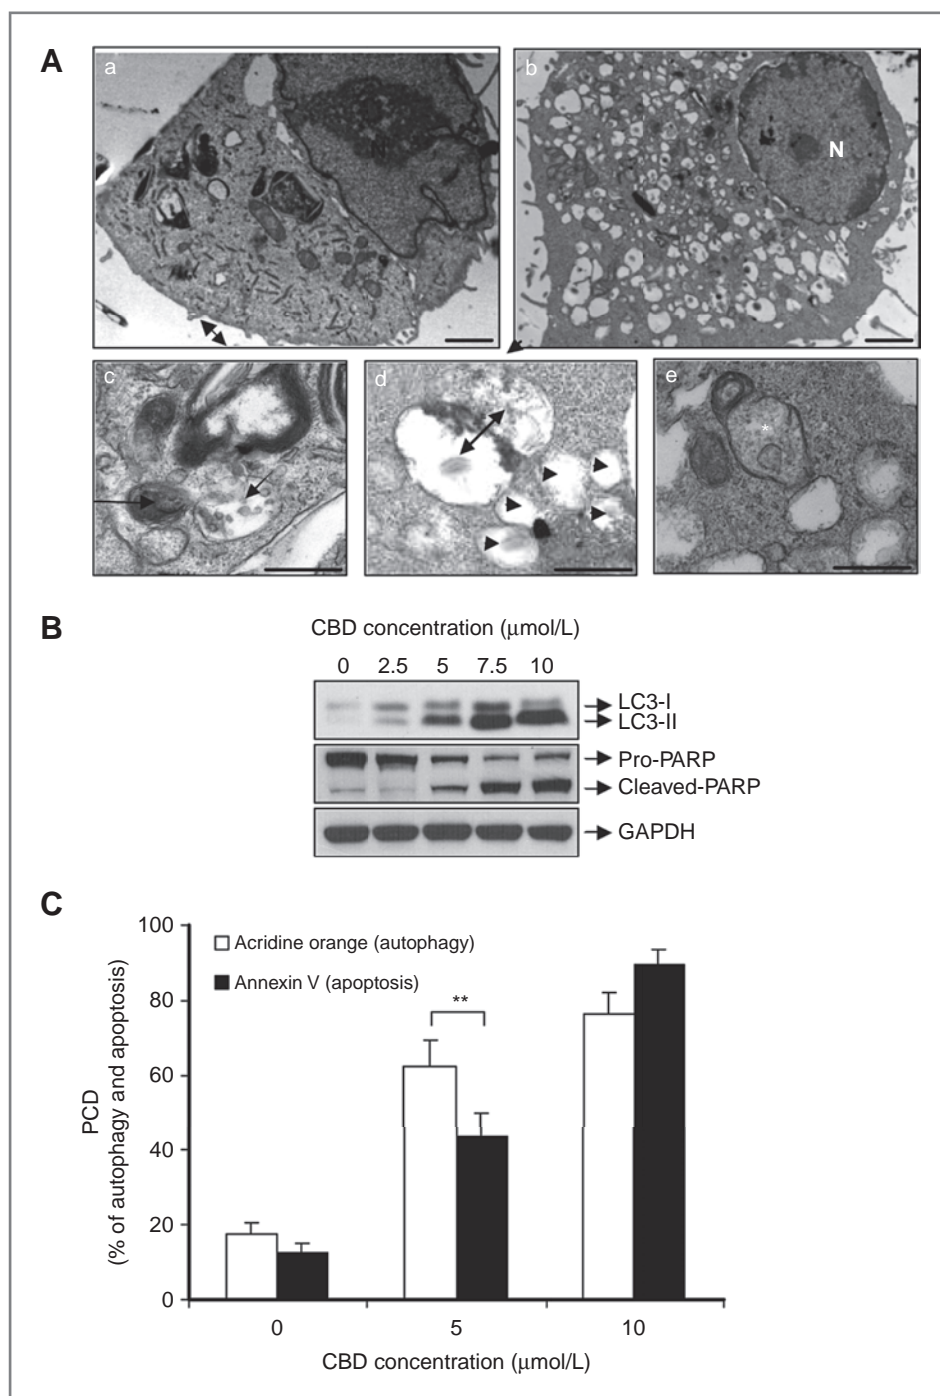 A
a
b
N
c
d
e
*
B
CBD concentration (μmol/L)
0 2.5 5 7.5 10
LC3-I
LC3-II
Pro-PARP
Cleaved-PARP
GAPDH
C
100
80
60
40
20
0
PCD
(% of autophagy and apoptosis)
Acridine orange (autophagy)
Annexin V (apoptosis)
**
0 5 10
CBD concentration (μmol/L)